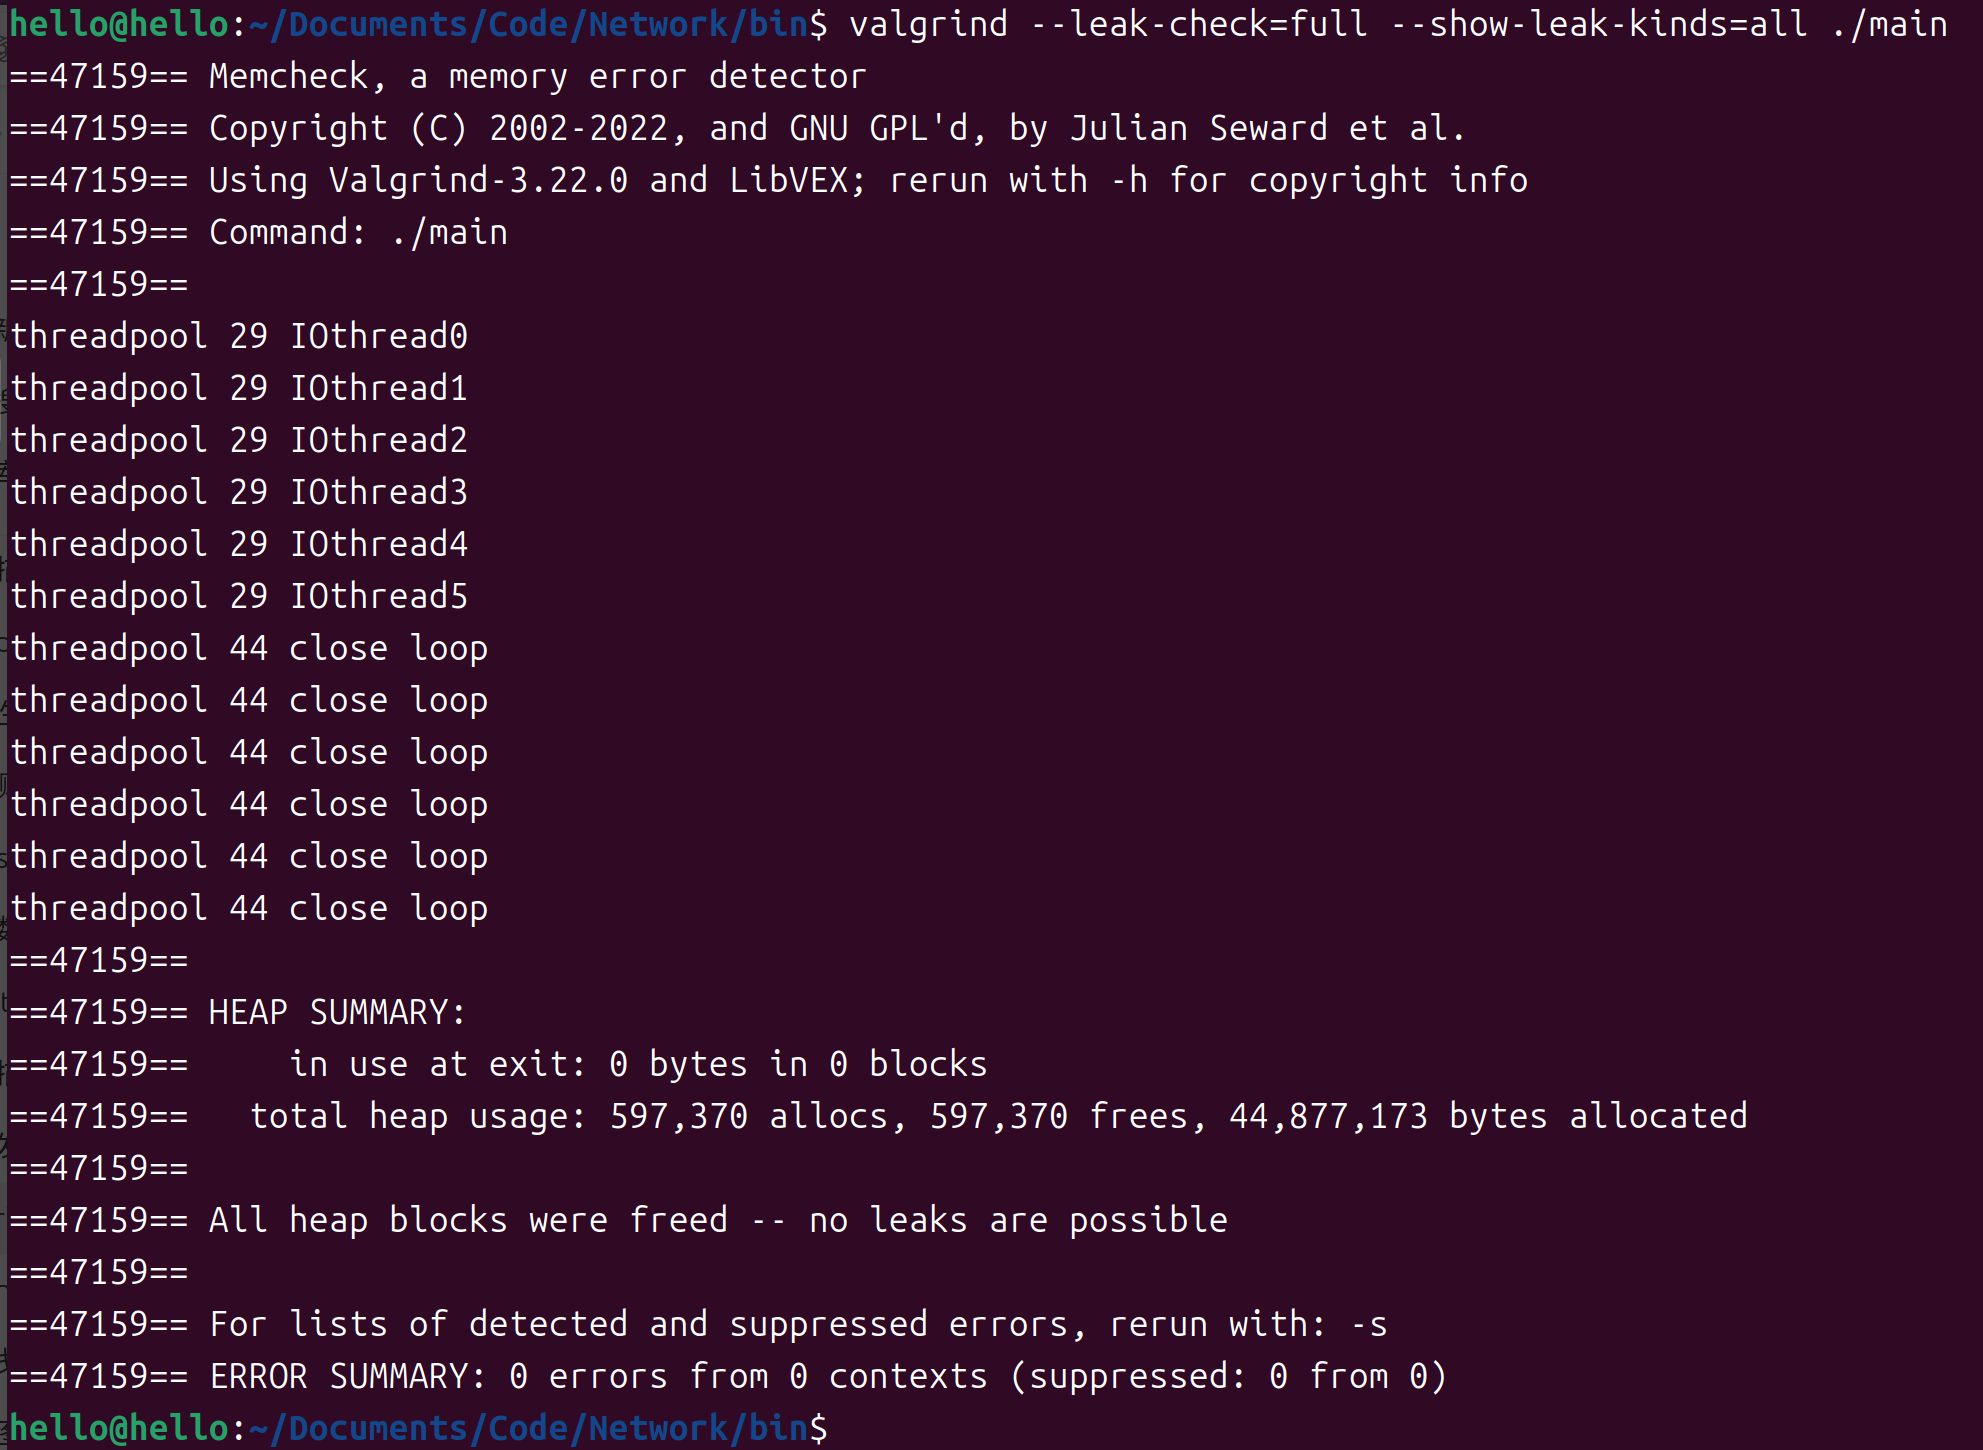 hello@hello:~/Documents/Code/Network/bin$ valgrind --leak-check=full --show-leak-kinds=all ./main
==47159== Memcheck, a memory error detector
==47159== Copyright (C) 2002-2022, and GNU GPL'd, by Julian Seward et al.
==47159== Using Valgrind-3.22.0 and LibVEX; rerun with -h for copyright info
==47159== Command: ./main
==47159==
threadpool 29 IOthread0
threadpool 29 IOthread1
threadpool 29 IOthread2
threadpool 29 IOthread3
threadpool 29 IOthread4
threadpool 29 IOthread5
threadpool 44 close loop
threadpool 44 close loop
threadpool 44 close loop
threadpool 44 close loop
threadpool 44 close loop
threadpool 44 close loop
==47159==
==47159== HEAP SUMMARY:
==47159==     in use at exit: 0 bytes in 0 blocks
==47159==   total heap usage: 597,370 allocs, 597,370 frees, 44,877,173 bytes allocated
==47159==
==47159== All heap blocks were freed -- no leaks are possible
==47159==
==47159== For lists of detected and suppressed errors, rerun with: -s
==47159== ERROR SUMMARY: 0 errors from 0 contexts (suppressed: 0 from 0)
hello@hello:~/Documents/Code/Network/bin$